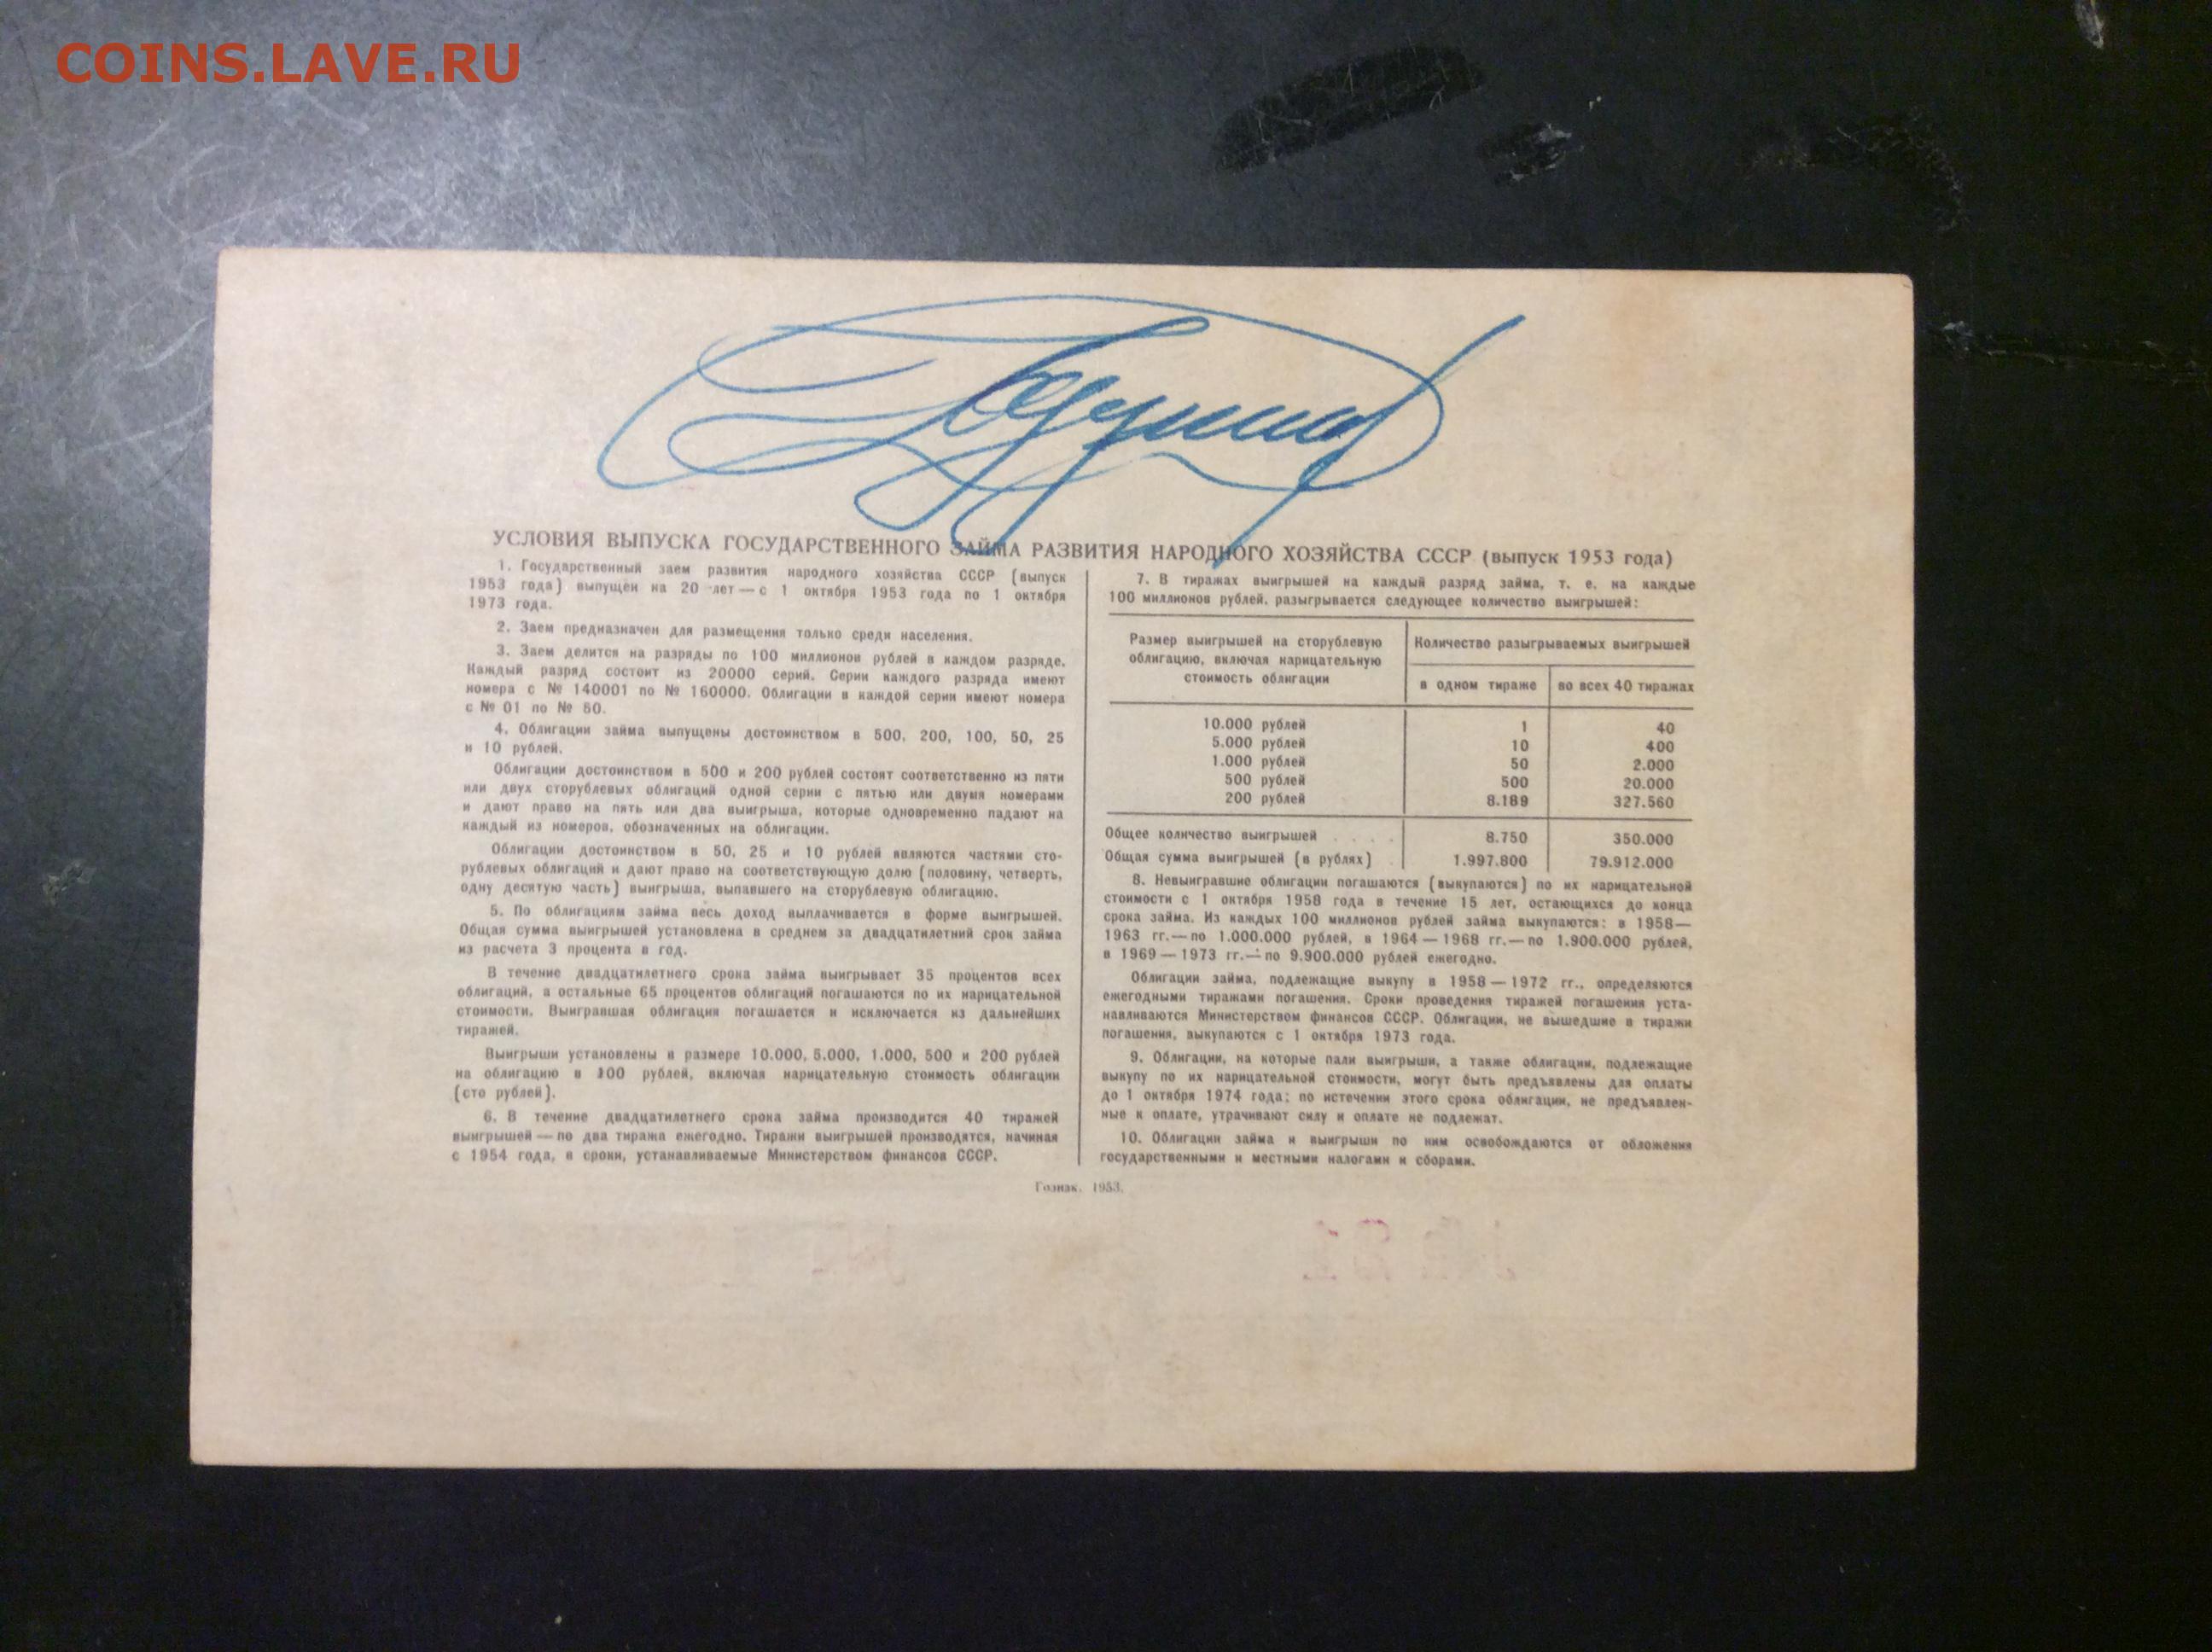 COINS.LAVE.RU
УСЛОВИЯ ВЫПУСКА ГОСУДАРСТВЕННОГО ЗАЙМА РАЗВИТИЯ НАРОДНОГО ХОЗЯЙСТВА СССР (выпуск 1953 года)
1. Государственный заем развития народного хозяйства СССР (выпуск
1953 года) выпущен на 20 лет — с 1 октября 1953 года по 1 октября
1973 года.
2. Заем предназначен для размещения только среди населения.
3. Заем делится на разряды по 100 миллионов рублей в каждом разряде.
Каждый разряд состоит из 20000 серий. Серии каждого разряда имеют
номера с № 140001 по № 160000. Облигации в каждой серии имеют номера
с № 01 по № 50.
4. Облигации займа выпущены достоинством в 500, 200, 100, 50, 25
и 10 рублей.
Облигации достоинством в 500 и 200 рублей состоят соответственно из пяти
или двух сторублевых облигаций одной серии с пятью или двумя номерами
и дают право на пять или два выигрыша, которые одновременно падают на
каждый из номеров, обозначенных на облигации.
Облигации достоинством в 50, 25 и 10 рублей являются частями сто-
рублевых облигаций и дают право на соответствующую долю (половину, четверть,
одну десятую часть) выигрыша, выпавшего на сторублевую облигацию.
5. По облигациям займа весь доход выплачивается в форме выигрышей.
Общая сумма выигрышей установлена в среднем за двадцатилетний срок займа
из расчета 3 процента в год.
В течение двадцатилетнего срока займа выигрывает 35 процентов всех
облигаций, а остальные 65 процентов облигаций погашаются по их нарицательной
стоимости. Выигравшая облигация погашается и исключается из дальнейших
тиражей.
Выигрыши установлены в размере 10.000, 5.000, 1.000, 500 и 200 рублей
на облигацию в 100 рублей, включая нарицательную стоимость облигации
(сто рублей).
6. В течение двадцатилетнего срока займа производится 40 тиражей
выигрышей — по два тиража ежегодно. Тиражи выигрышей производятся, начиная
с 1954 года, в сроки, устанавливаемые Министерством финансов СССР.
7. В тиражах выигрышей на каждый разряд займа, т. е. на каждые
100 миллионов рублей, разыгрывается следующее количество выигрышей:
Размер выигрышей на сторублевую
облигацию, включая нарицательную
стоимость облигации
Количество разыгрываемых выигрышей
в одном тираже во всех 40 тиражах
10.000 рублей 1 40
5.000 рублей 10 400
1.000 рублей 50 2.000
500 рублей 500 20.000
200 рублей 8.189 327.560
Общее количество выигрышей . . . . 8.750 350.000
Общая сумма выигрышей (в рублях) . 1.997.800 79.912.000
8. Невыигравшие облигации погашаются (выкупаются) по их нарицательной
стоимости с 1 октября 1958 года в течение 15 лет, остающихся до конца
срока займа. Из каждых 100 миллионов рублей займа выкупаются: в 1958—
1963 гг.— по 1.000.000 рублей, в 1964 — 1968 гг.— по 1.900.000 рублей,
в 1969 — 1973 гг.— по 9.900.000 рублей ежегодно.
Облигации займа, подлежащие выкупу в 1958 — 1972 гг., определяются
ежегодными тиражами погашения. Сроки проведения тиражей погашения уста-
навливаются Министерством финансов СССР. Облигации, не вышедшие в тиражи
погашения, выкупаются с 1 октября 1973 года.
9. Облигации, на которые пали выигрыши, а также облигации, подлежащие
выкупу по их нарицательной стоимости, могут быть предъявлены для оплаты
до 1 октября 1974 года; по истечении этого срока облигации, не предъявлен-
ные к оплате, утрачивают силу и оплате не подлежат.
10. Облигации займа и выигрыши по ним освобождаются от обложения
государственными и местными налогами и сборами.
Гознак. 1953.